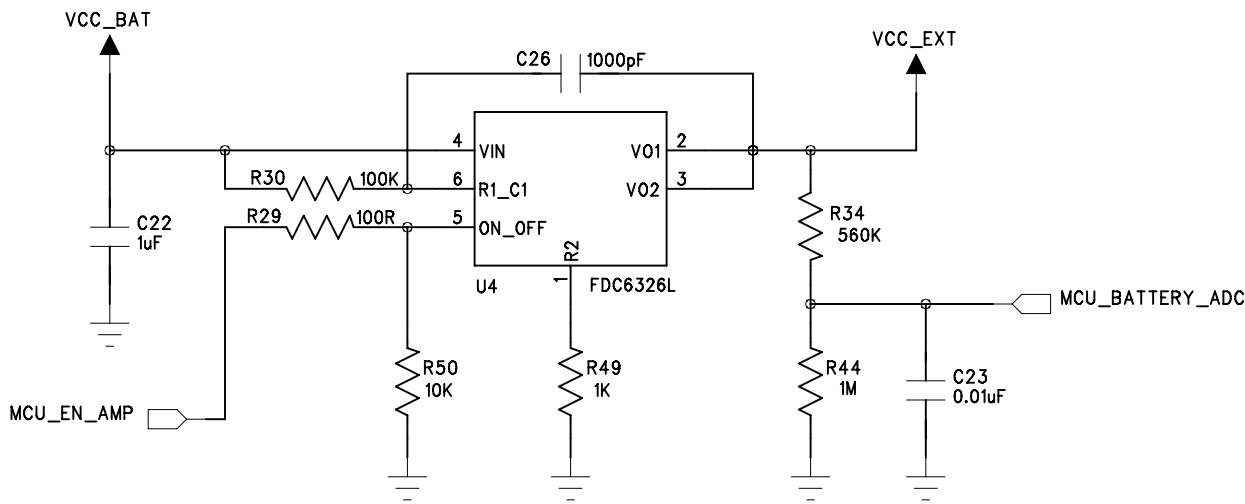 VCC_BAT
C26 1000pF
VCC_EXT
4 VIN
VO1 2
R30 100K
6 R1_C1
VO2 3
R29 100R
5 ON_OFF
C22
1uF
R34
560K
R2
1
U4 FDC6326L
MCU_BATTERY_ADC
R50
10K
R49
1K
R44
1M
C23
0.01uF
MCU_EN_AMP